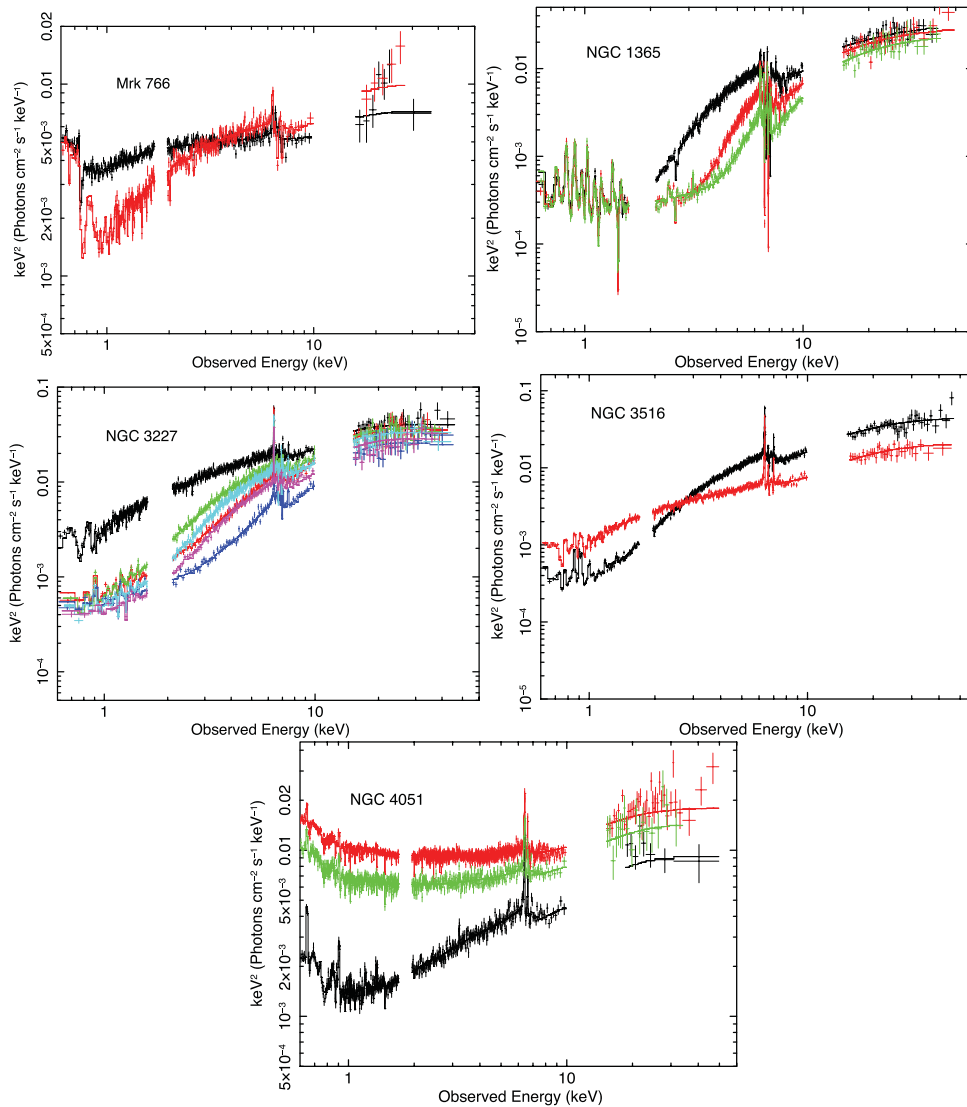 Mrk 766
keV² (Photons cm⁻² s⁻¹ keV⁻¹)
0.02
0.01
5×10⁻³
2×10⁻³
10⁻³
5×10⁻⁴
1
10
Observed Energy (keV)
NGC 1365
keV² (Photons cm⁻² s⁻¹ keV⁻¹)
0.01
10⁻³
10⁻⁴
10⁻⁵
1
10
Observed Energy (keV)
NGC 3227
keV² (Photons cm⁻² s⁻¹ keV⁻¹)
0.1
0.01
10⁻³
10⁻⁴
1
10
Observed Energy (keV)
NGC 3516
keV² (Photons cm⁻² s⁻¹ keV⁻¹)
0.1
0.01
10⁻³
10⁻⁴
10⁻⁵
1
10
Observed Energy (keV)
NGC 4051
keV² (Photons cm⁻² s⁻¹ keV⁻¹)
0.02
0.01
5×10⁻³
2×10⁻³
10⁻³
5×10⁻⁴
1
10
Observed Energy (keV)